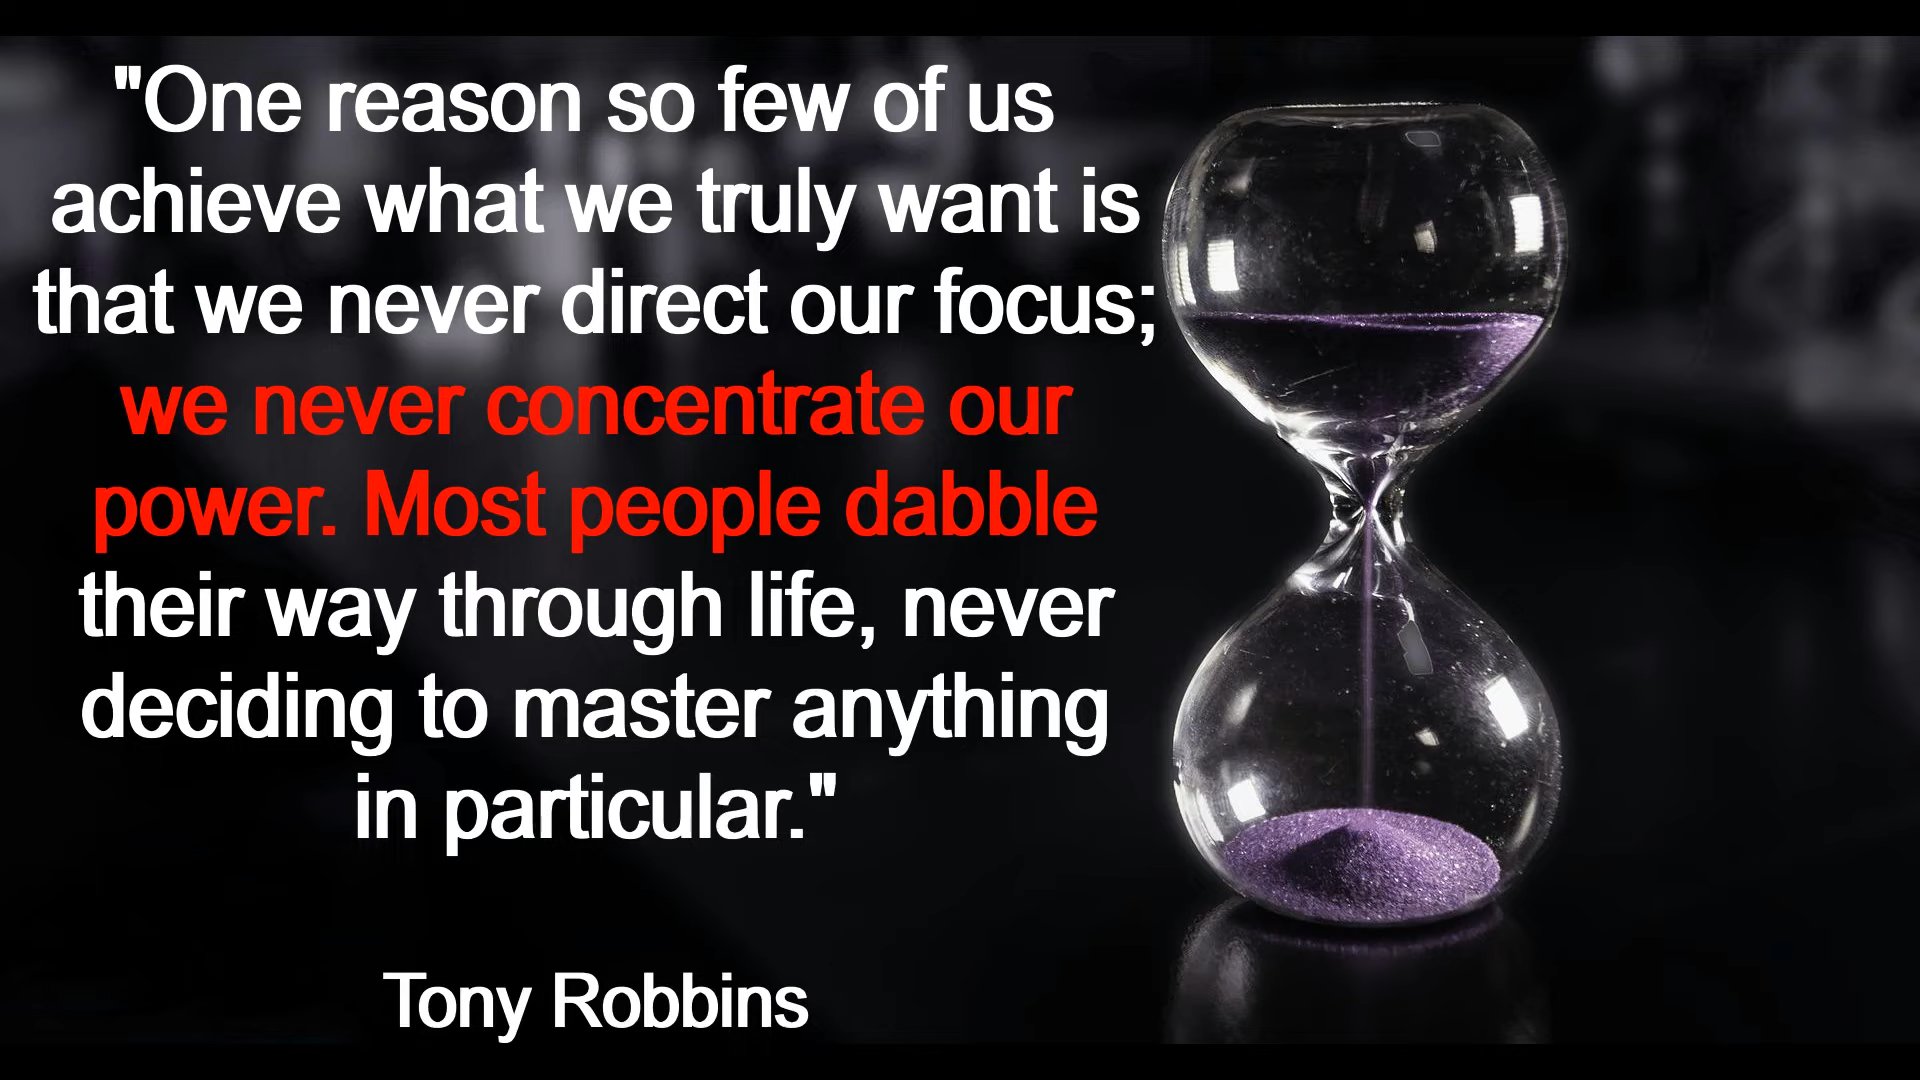 "One reason so few of us
achieve what we truly want is
that we never direct our focus;
we never concentrate our
power. Most people dabble
their way through life, never
deciding to master anything
in particular."
Tony Robbins